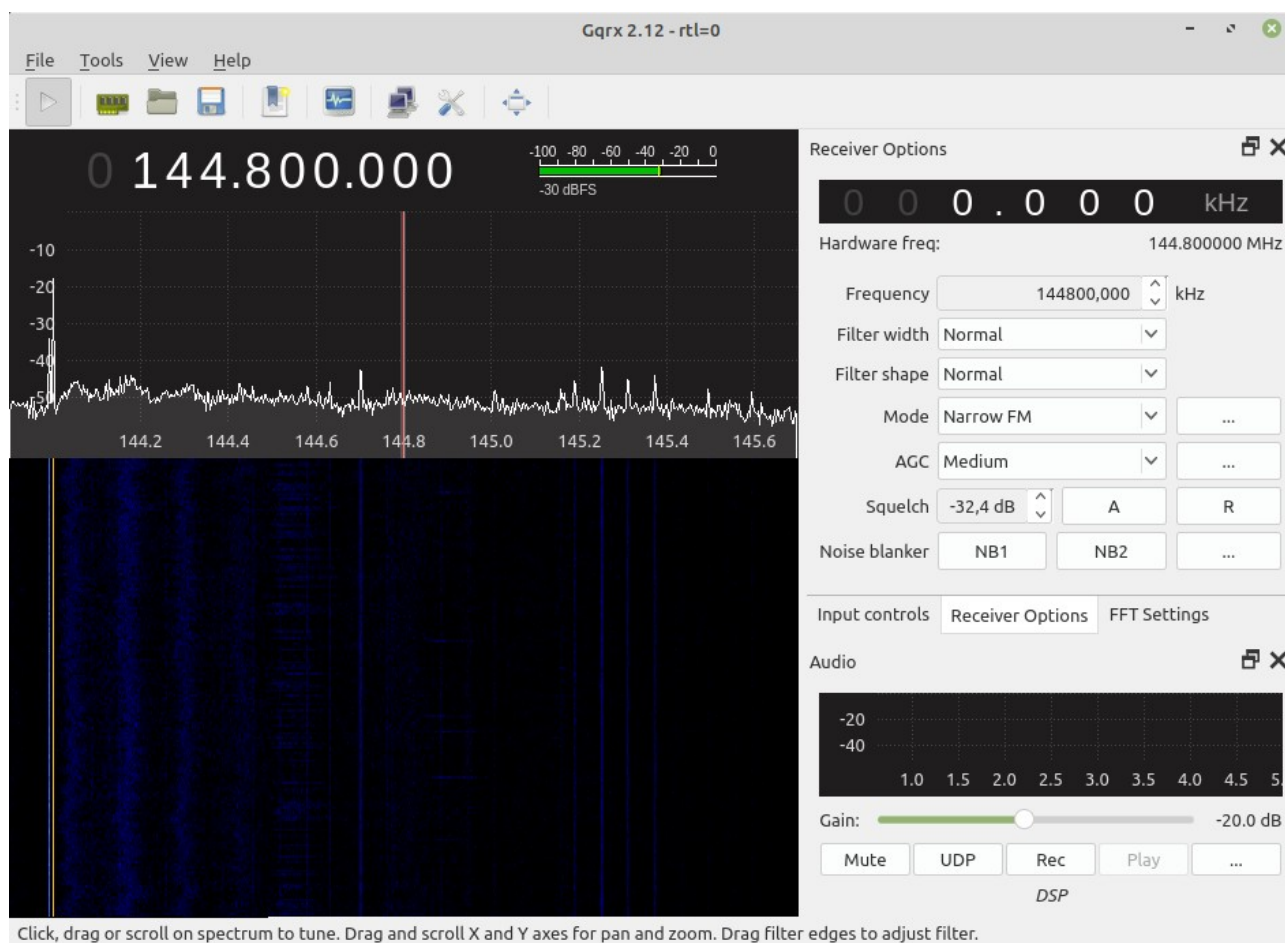 Gqrx 2.12 - rtl=0
File Tools View Help
0 144.800.000
-100 -80 -60 -40 -20 0
-30 dBFS
-10
-20
-30
-40
-50
144.2 144.4 144.6 144.8 145.0 145.2 145.4 145.6
Receiver Options
0 0 0 . 0 0 0 kHz
Hardware freq: 144.800000 MHz
Frequency 144800,000 kHz
Filter width Normal
Filter shape Normal
Mode Narrow FM ...
AGC Medium ...
Squelch -32,4 dB A R
Noise blanker NB1 NB2 ...
Input controls Receiver Options FFT Settings
Audio
-20
-40
1.0 1.5 2.0 2.5 3.0 3.5 4.0 4.5 5.
Gain: -20.0 dB
Mute UDP Rec Play ...
DSP
Click, drag or scroll on spectrum to tune. Drag and scroll X and Y axes for pan and zoom. Drag filter edges to adjust filter.